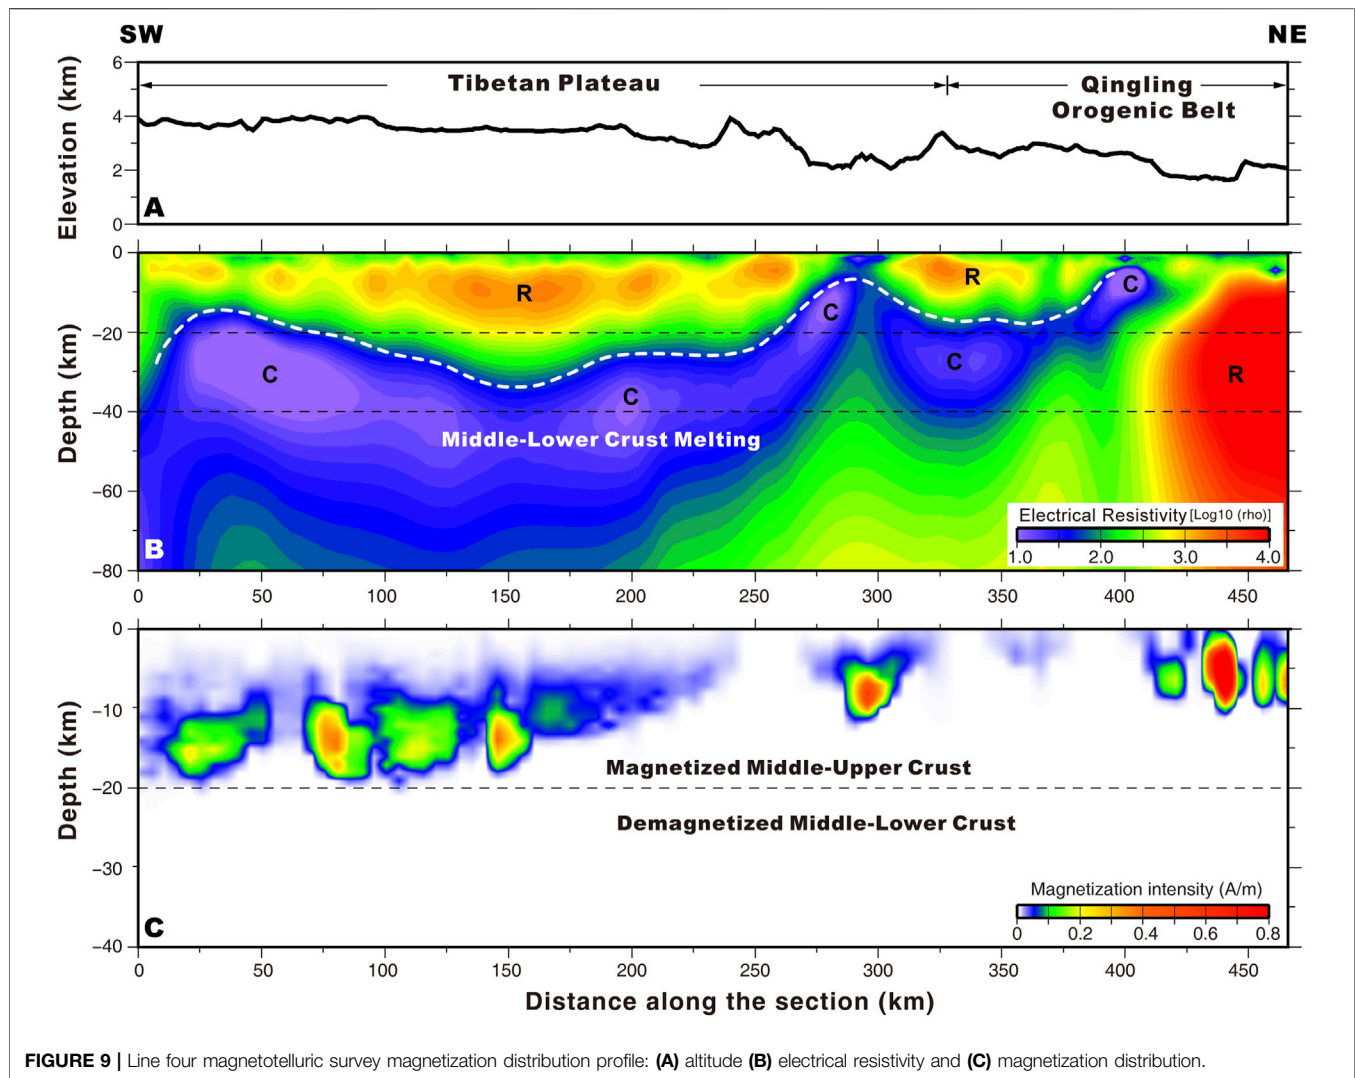 SW
NE
6
4
2
0
Elevation (km)
Tibetan Plateau
Qingling
Orogenic Belt
A
0
−20
−40
−60
−80
Depth (km)
R
R
C
C
C
C
C
R
Middle-Lower Crust Melting
Electrical Resistivity [Log10 (rho)]
1.0 2.0 3.0 4.0
B
0 50 100 150 200 250 300 350 400 450
0
−10
−20
−30
−40
Depth (km)
Magnetized Middle-Upper Crust
Demagnetized Middle-Lower Crust
Magnetization intensity (A/m)
0 0.2 0.4 0.6 0.8
C
0 50 100 150 200 250 300 350 400 450
Distance along the section (km)
FIGURE 9 | Line four magnetotelluric survey magnetization distribution profile: (A) altitude (B) electrical resistivity and (C) magnetization distribution.